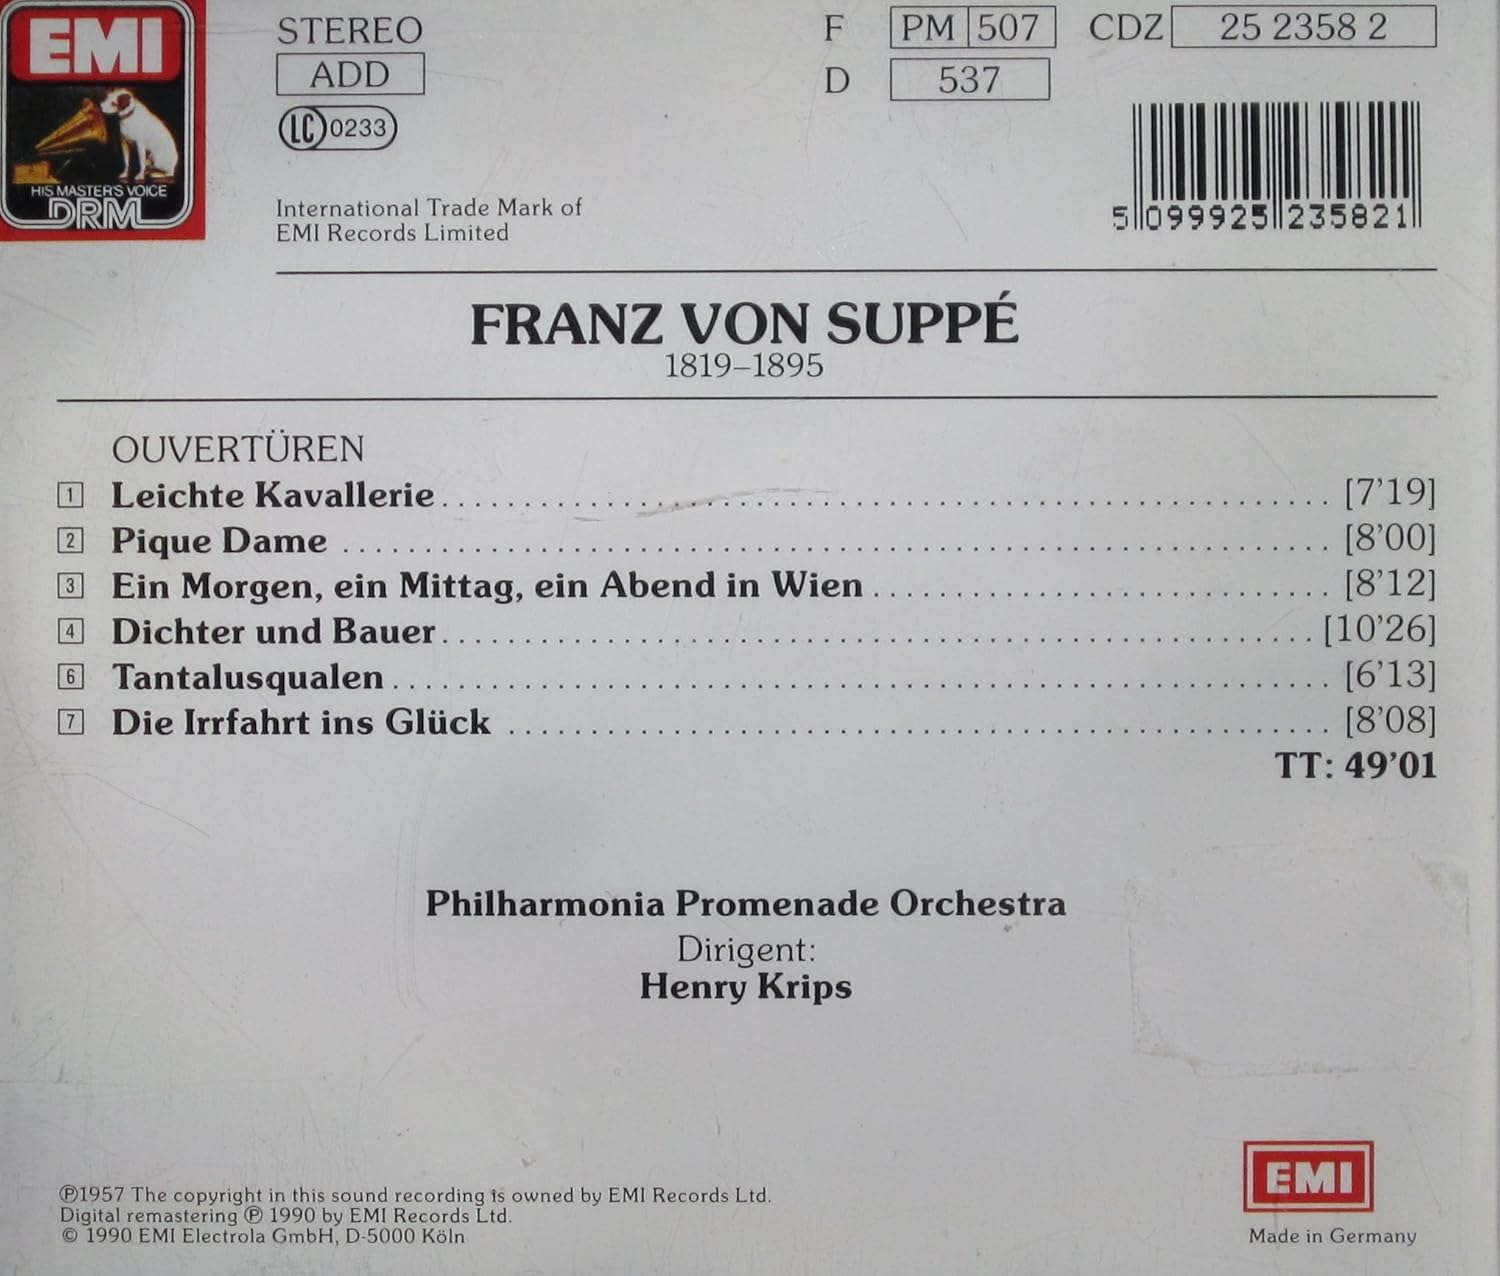 EMI
HIS MASTER'S VOICE
DRM
STEREO
ADD
LC 0233
International Trade Mark of
EMI Records Limited
F PM 507 CDZ 25 2358 2
D 537
5 099925 235821
FRANZ VON SUPPÉ
1819–1895
OUVERTÜREN
1 Leichte Kavallerie [7'19]
2 Pique Dame [8'00]
3 Ein Morgen, ein Mittag, ein Abend in Wien [8'12]
4 Dichter und Bauer [10'26]
6 Tantalusqualen [6'13]
7 Die Irrfahrt ins Glück [8'08]
TT: 49'01
Philharmonia Promenade Orchestra
Dirigent:
Henry Krips
℗1957 The copyright in this sound recording is owned by EMI Records Ltd.
Digital remastering ℗ 1990 by EMI Records Ltd.
© 1990 EMI Electrola GmbH, D-5000 Köln
EMI
Made in Germany